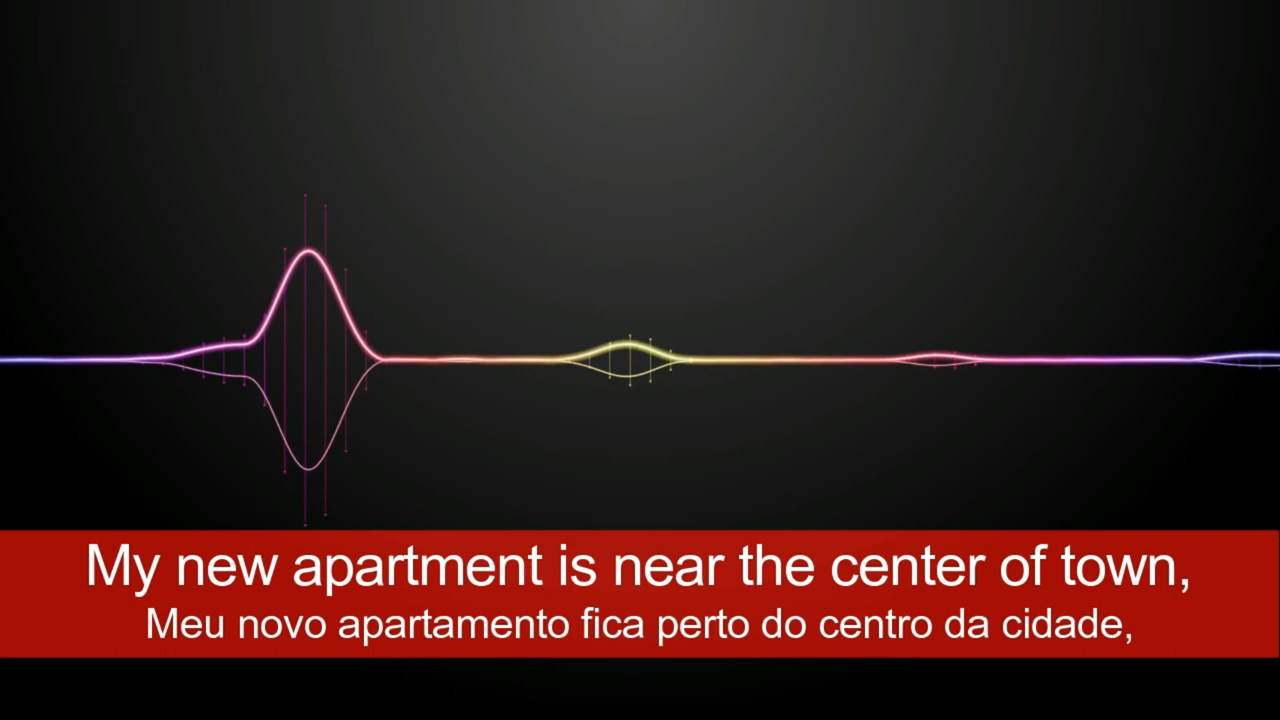 My new apartment is near the center of town,
Meu novo apartamento fica perto do centro da cidade,